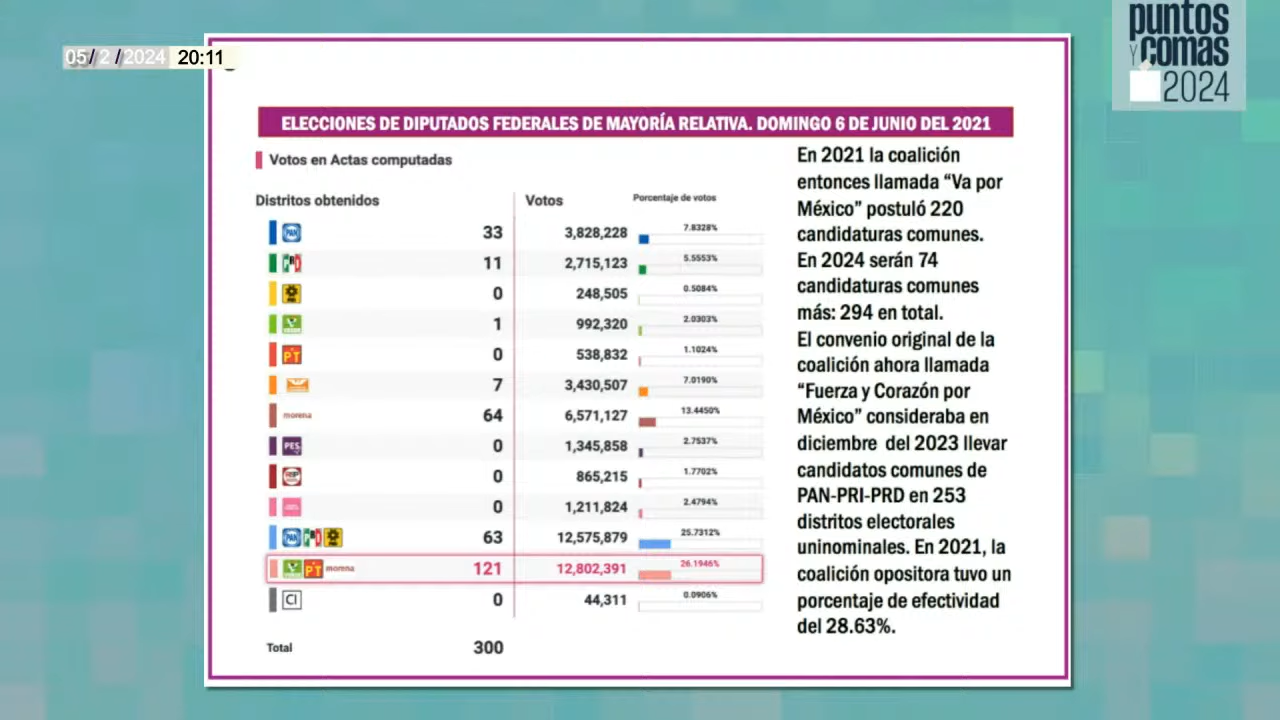 05/ 2 /2024 20:11
puntos
Y comas
2024
ELECCIONES DE DIPUTADOS FEDERALES DE MAYORÍA RELATIVA. DOMINGO 6 DE JUNIO DEL 2021
Votos en Actas computadas
Distritos obtenidos Votos Porcentaje de votos
PAN 33 3,828,228 7.8328%
PRD 11 2,715,123 5.5553%
PRD 0 248,505 0.5084%
VERDE 1 992,320 2.0303%
PT 0 538,832 1.1024%
7 3,430,507 7.0190%
morena 64 6,571,127 13.4450%
PES 0 1,345,858 2.7537%
0 865,215 1.7702%
0 1,211,824 2.4794%
PAN PRD PRD 63 12,575,879 25.7312%
VERDE PT morena 121 12,802,391 26.1946%
CI 0 44,311 0.0906%
Total 300
En 2021 la coalición
entonces llamada “Va por
México” postuló 220
candidaturas comunes.
En 2024 serán 74
candidaturas comunes
más: 294 en total.
El convenio original de la
coalición ahora llamada
“Fuerza y Corazón por
México” consideraba en
diciembre del 2023 llevar
candidatos comunes de
PAN-PRI-PRD en 253
distritos electorales
uninominales. En 2021, la
coalición opositora tuvo un
porcentaje de efectividad
del 28.63%.